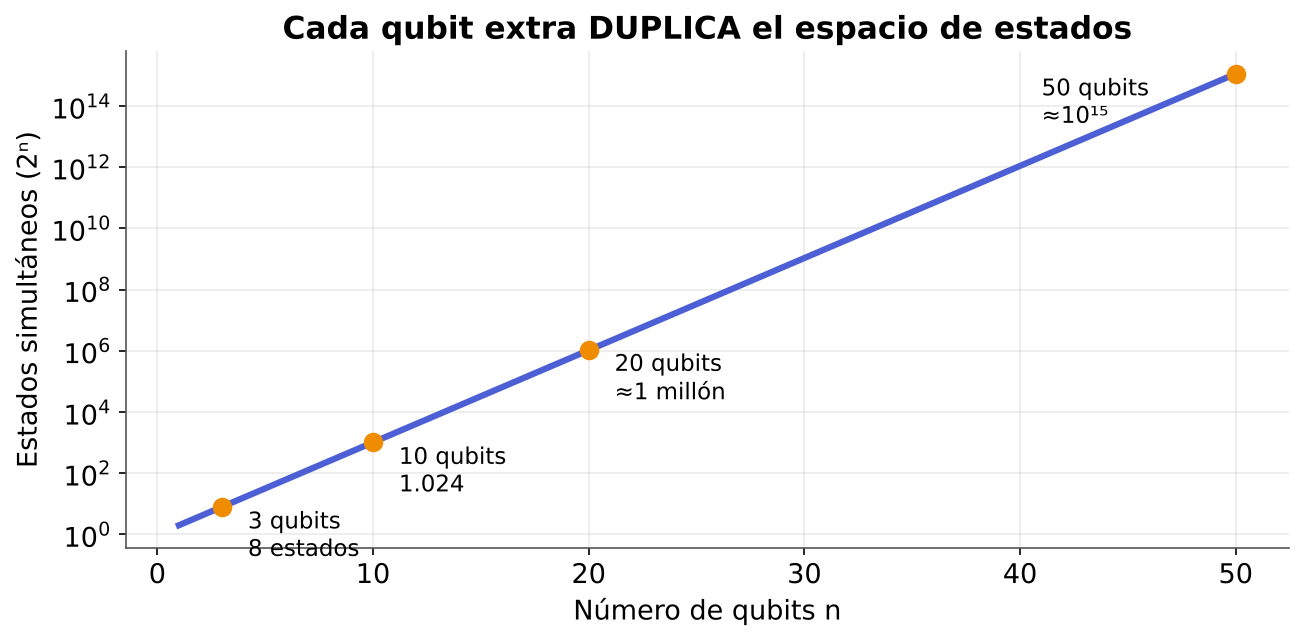 Cada qubit extra DUPLICA el espacio de estados
Estados simultáneos (2ⁿ)
10¹⁴
10¹²
10¹⁰
10⁸
10⁶
10⁴
10²
10⁰
50 qubits
≈10¹⁵
20 qubits
≈1 millón
10 qubits
1.024
3 qubits
8 estados
0 10 20 30 40 50
Número de qubits n